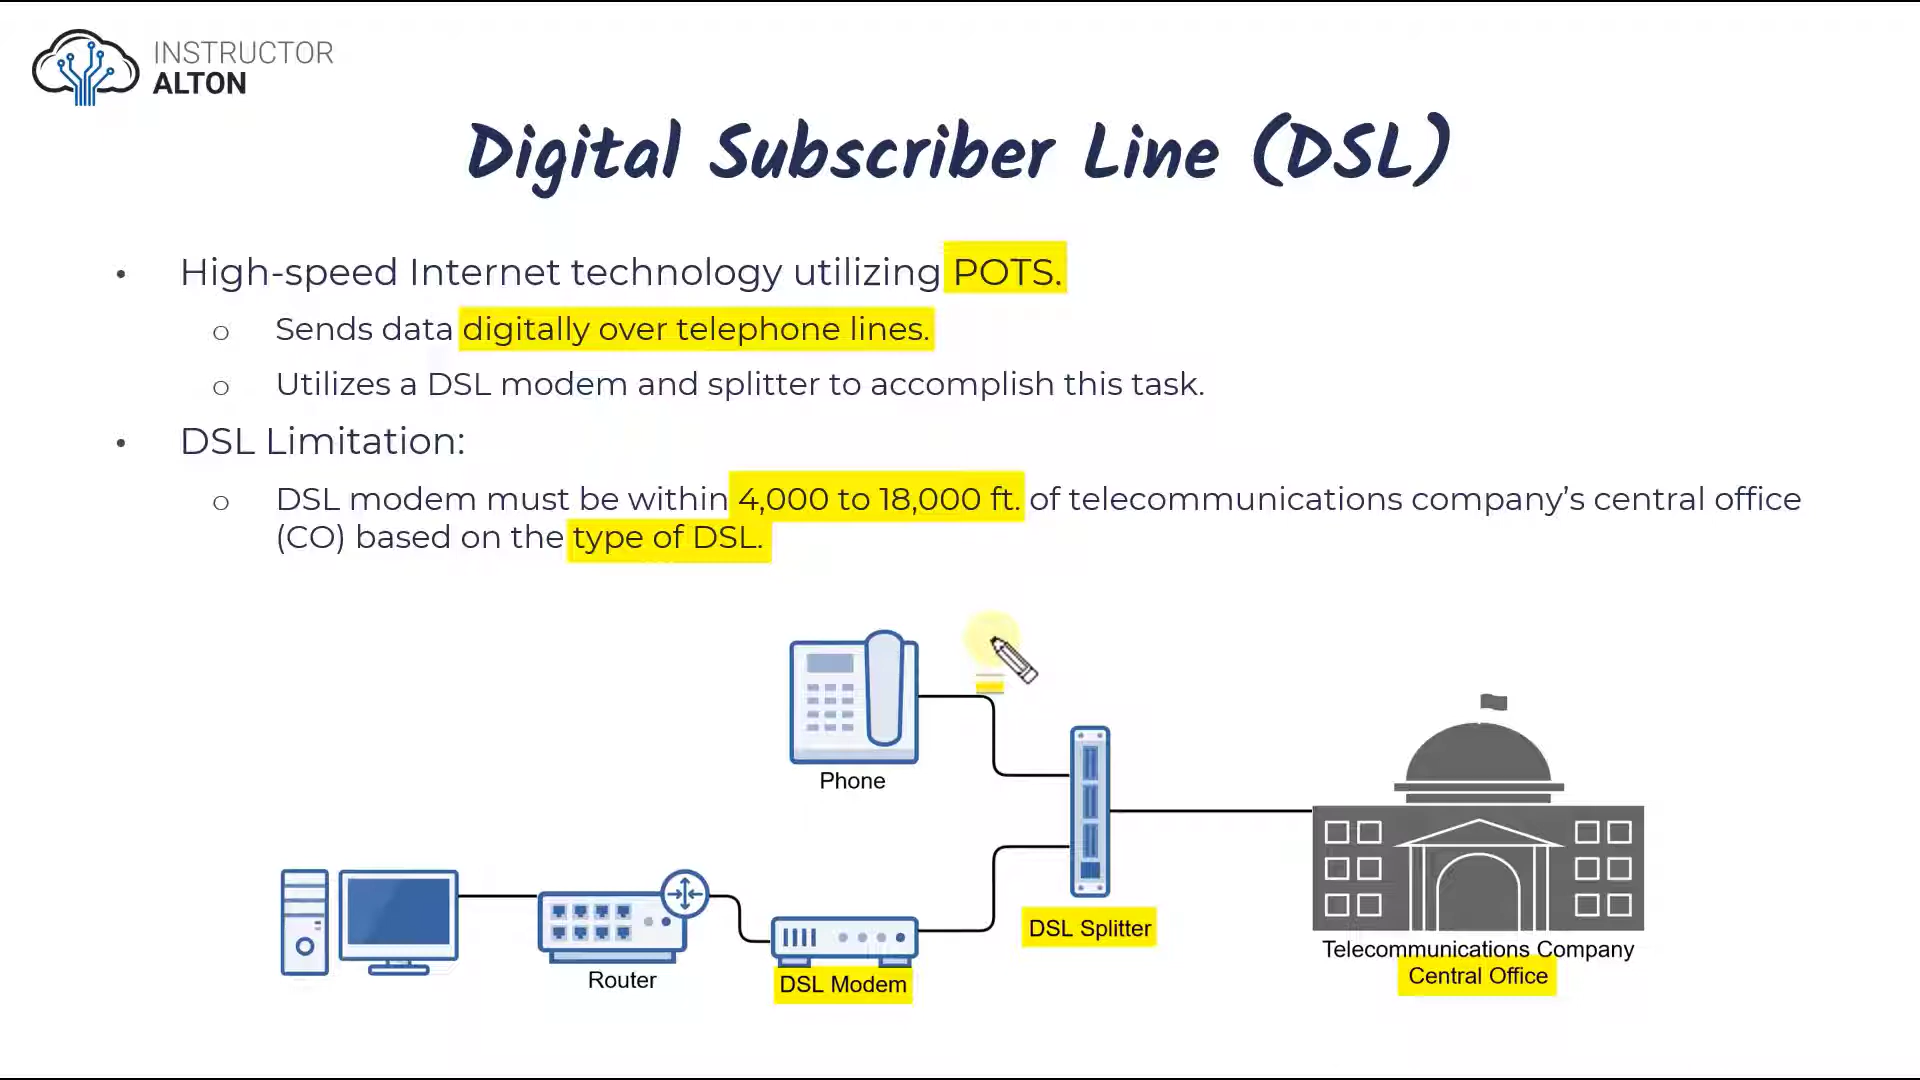 INSTRUCTOR
ALTON
Digital Subscriber Line (DSL)
• High-speed Internet technology utilizing POTS.
o Sends data digitally over telephone lines.
o Utilizes a DSL modem and splitter to accomplish this task.
• DSL Limitation:
o DSL modem must be within 4,000 to 18,000 ft. of telecommunications company’s central office
(CO) based on the type of DSL.
Phone
DSL Splitter
Telecommunications Company
Central Office
Router
DSL Modem